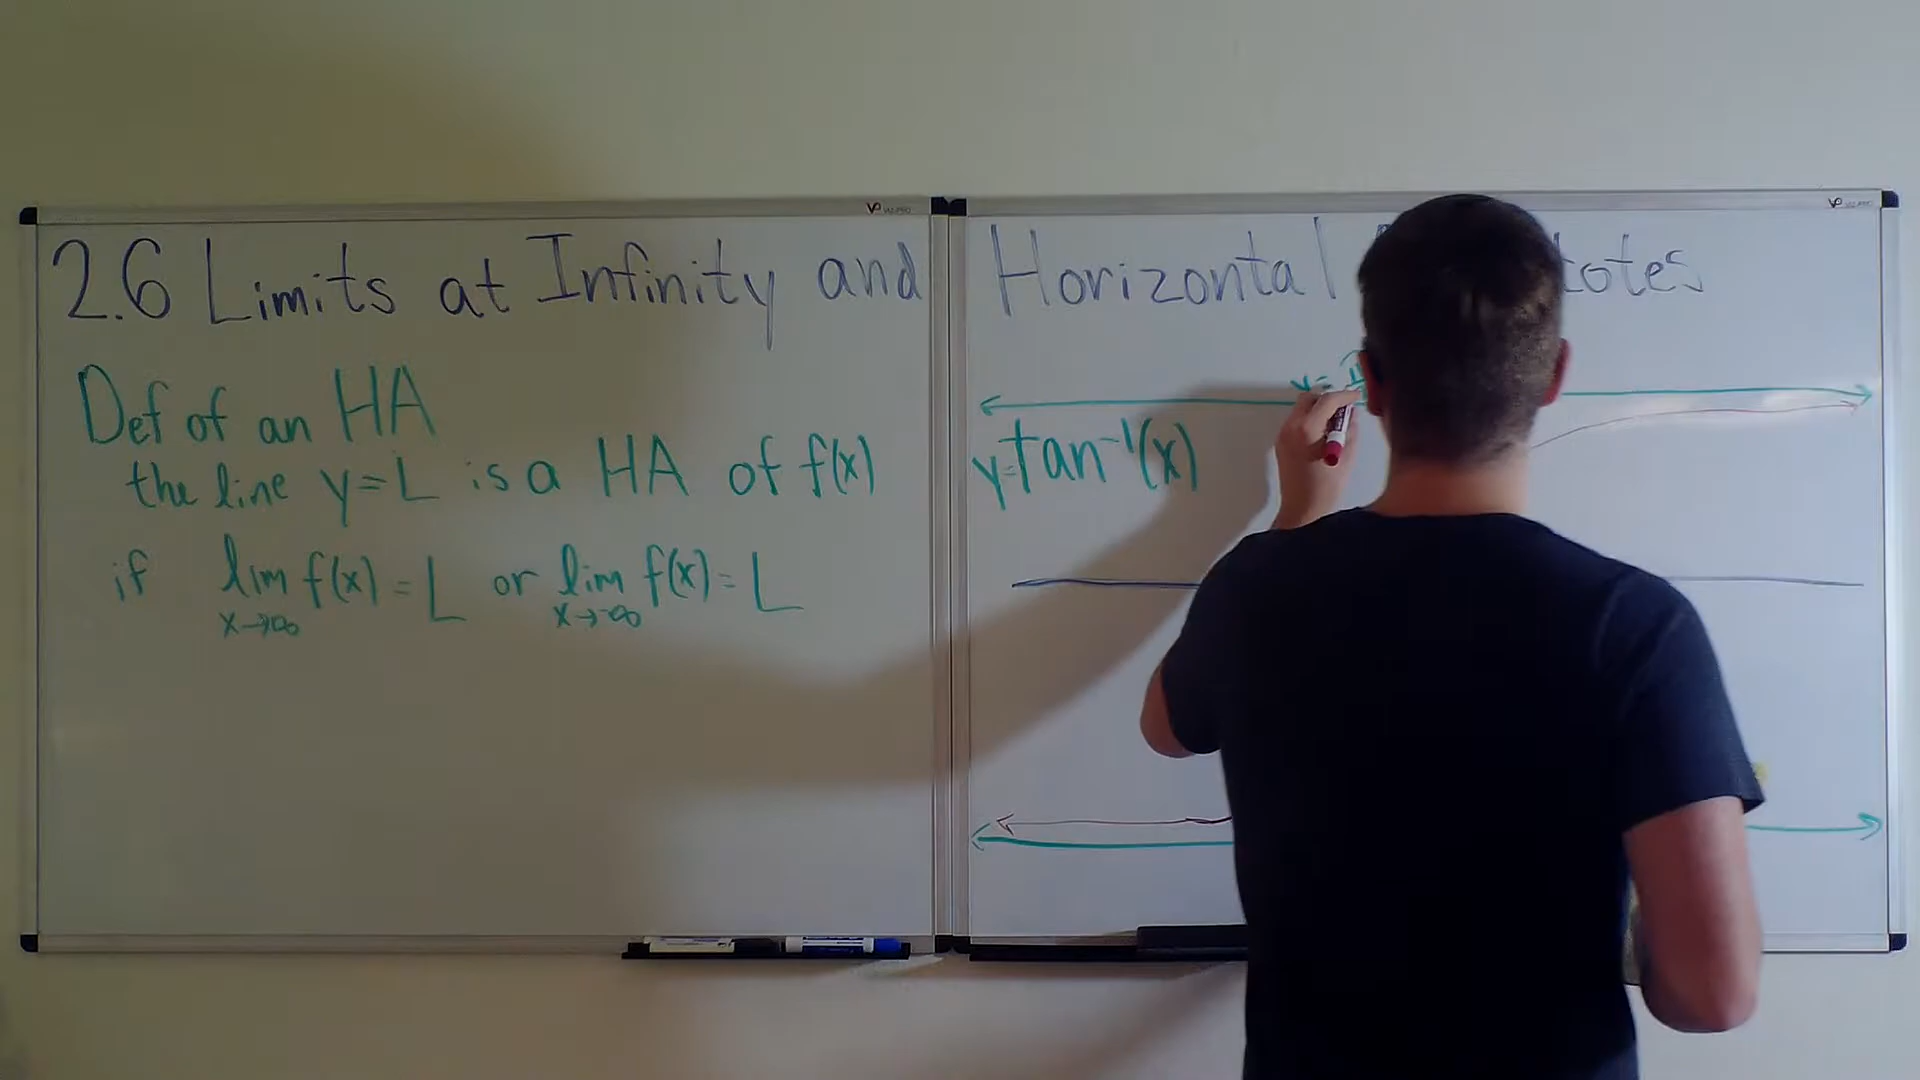 2.6 Limits at Infinity and Horizontal
Def of an HA
the line y=L is a HA of f(x)
if lim x→∞ f(x) = L or lim x→-∞ f(x) = L
y=
y=tan⁻¹(x)